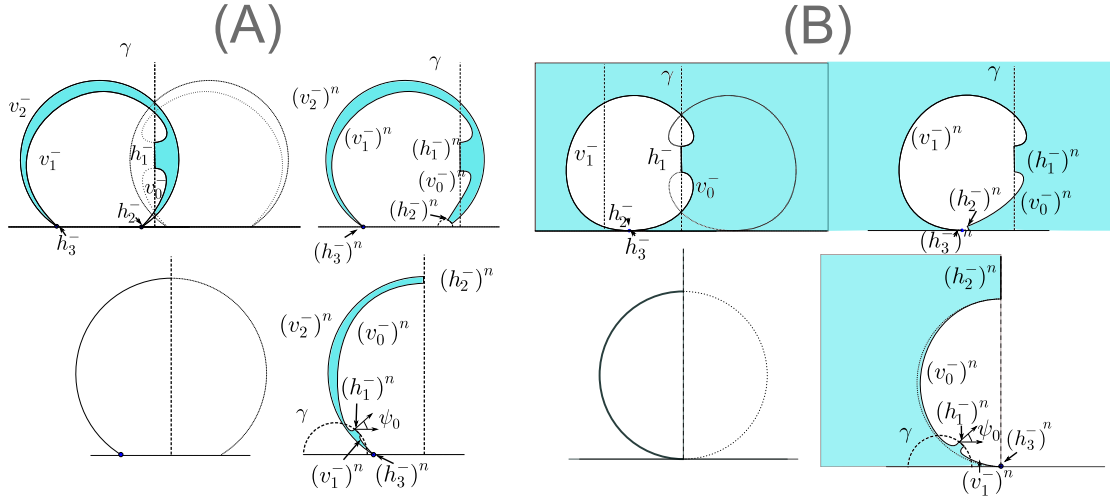 (A)
(B)
γ
v₂⁻
v₁⁻
h₁⁻
v₀⁻
h₂⁻
h₃⁻
γ
(v₂⁻)ⁿ
(v₁⁻)ⁿ
(h₁⁻)ⁿ
(v₀⁻)ⁿ
(h₂⁻)ⁿ
(h₃⁻)ⁿ
γ
v₁⁻
h₁⁻
v₀⁻
h₂⁻
h₃⁻
γ
(v₁⁻)ⁿ
(h₁⁻)ⁿ
(h₂⁻)ⁿ
(v₀⁻)ⁿ
(h₃⁻)ⁿ
(h₂⁻)ⁿ
(v₂⁻)ⁿ
(v₀⁻)ⁿ
(h₁⁻)ⁿ
γ
ψ₀
(v₁⁻)ⁿ
(h₃⁻)ⁿ
(h₂⁻)ⁿ
(v₀⁻)ⁿ
(h₁⁻)ⁿ
γ
ψ₀
(h₃⁻)ⁿ
(v₁⁻)ⁿ